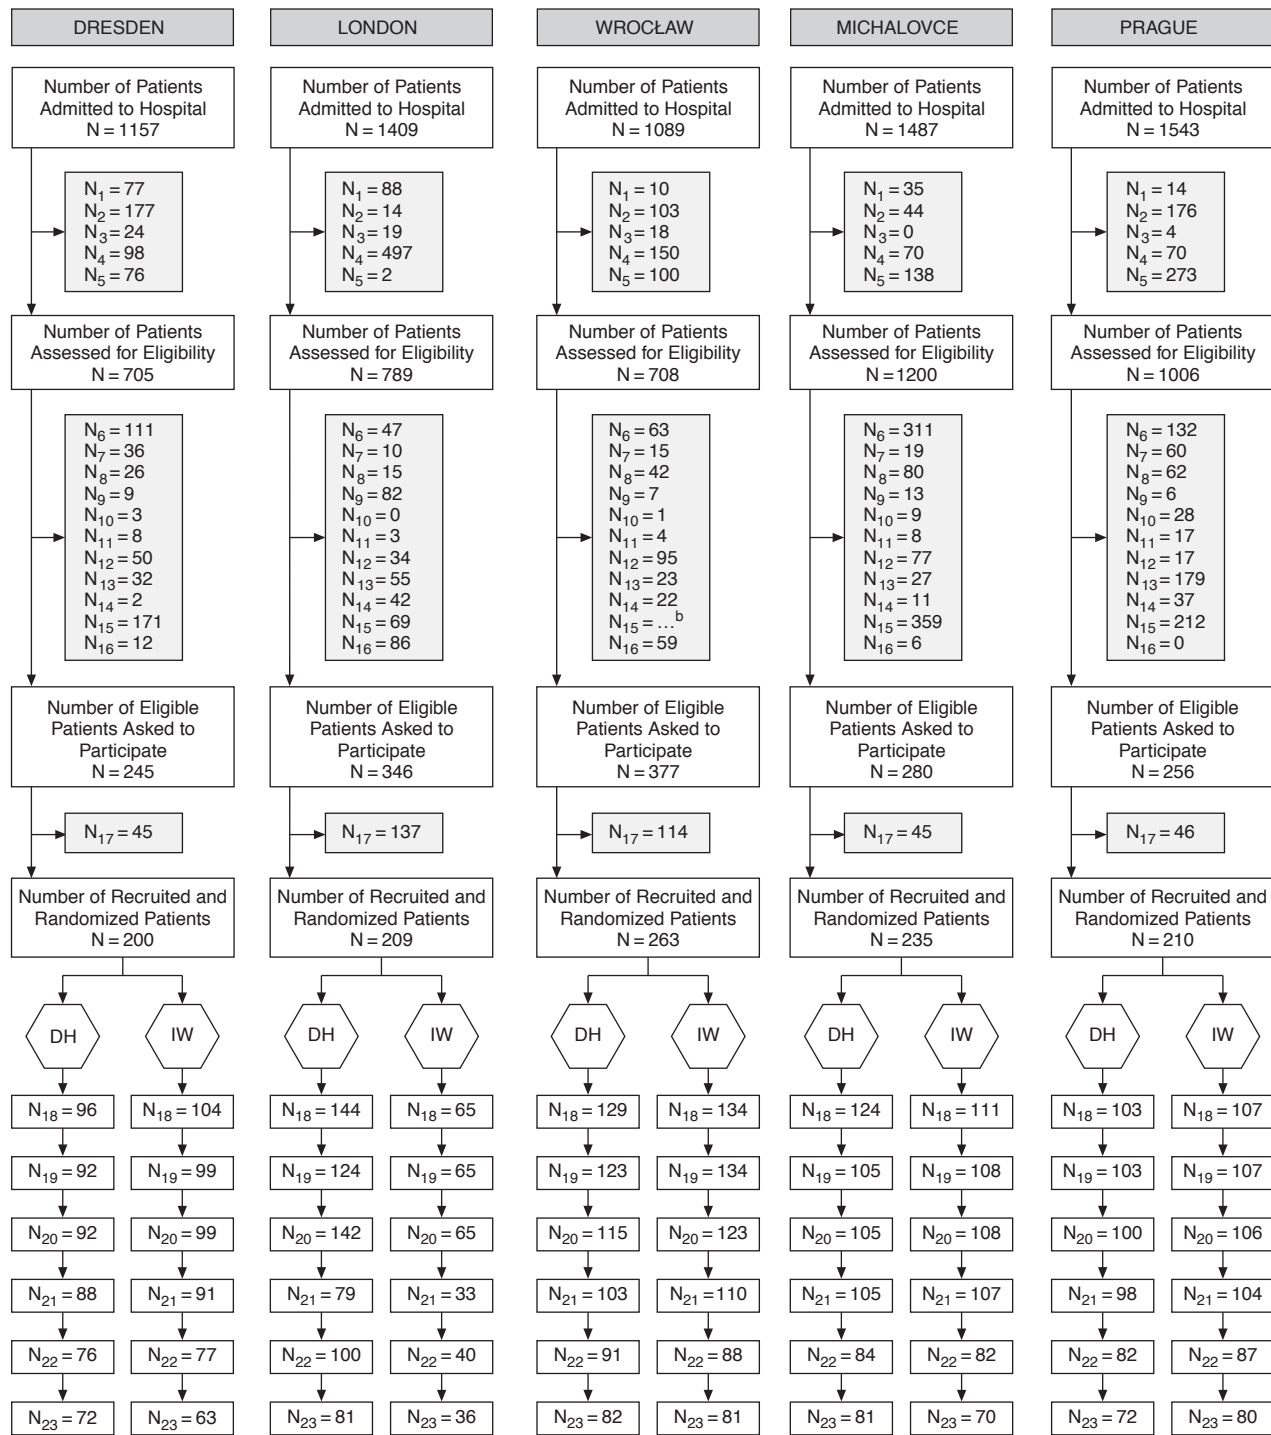 DRESDEN
Number of Patients
Admitted to Hospital
N = 1157
N1 = 77
N2 = 177
N3 = 24
N4 = 98
N5 = 76
Number of Patients
Assessed for Eligibility
N = 705
N6 = 111
N7 = 36
N8 = 26
N9 = 9
N10 = 3
N11 = 8
N12 = 50
N13 = 32
N14 = 2
N15 = 171
N16 = 12
Number of Eligible
Patients Asked to
Participate
N = 245
N17 = 45
Number of Recruited and
Randomized Patients
N = 200
DH
IW
N18 = 96
N18 = 104
N19 = 92
N19 = 99
N20 = 92
N20 = 99
N21 = 88
N21 = 91
N22 = 76
N22 = 77
N23 = 72
N23 = 63
LONDON
Number of Patients
Admitted to Hospital
N = 1409
N1 = 88
N2 = 14
N3 = 19
N4 = 497
N5 = 2
Number of Patients
Assessed for Eligibility
N = 789
N6 = 47
N7 = 10
N8 = 15
N9 = 82
N10 = 0
N11 = 3
N12 = 34
N13 = 55
N14 = 42
N15 = 69
N16 = 86
Number of Eligible
Patients Asked to
Participate
N = 346
N17 = 137
Number of Recruited and
Randomized Patients
N = 209
DH
IW
N18 = 144
N18 = 65
N19 = 124
N19 = 65
N20 = 142
N20 = 65
N21 = 79
N21 = 33
N22 = 100
N22 = 40
N23 = 81
N23 = 36
WROCŁAW
Number of Patients
Admitted to Hospital
N = 1089
N1 = 10
N2 = 103
N3 = 18
N4 = 150
N5 = 100
Number of Patients
Assessed for Eligibility
N = 708
N6 = 63
N7 = 15
N8 = 42
N9 = 7
N10 = 1
N11 = 4
N12 = 95
N13 = 23
N14 = 22
N15 = …b
N16 = 59
Number of Eligible
Patients Asked to
Participate
N = 377
N17 = 114
Number of Recruited and
Randomized Patients
N = 263
DH
IW
N18 = 129
N18 = 134
N19 = 123
N19 = 134
N20 = 115
N20 = 123
N21 = 103
N21 = 110
N22 = 91
N22 = 88
N23 = 82
N23 = 81
MICHALOVCE
Number of Patients
Admitted to Hospital
N = 1487
N1 = 35
N2 = 44
N3 = 0
N4 = 70
N5 = 138
Number of Patients
Assessed for Eligibility
N = 1200
N6 = 311
N7 = 19
N8 = 80
N9 = 13
N10 = 9
N11 = 8
N12 = 77
N13 = 27
N14 = 11
N15 = 359
N16 = 6
Number of Eligible
Patients Asked to
Participate
N = 280
N17 = 45
Number of Recruited and
Randomized Patients
N = 235
DH
IW
N18 = 124
N18 = 111
N19 = 105
N19 = 108
N20 = 105
N20 = 108
N21 = 105
N21 = 107
N22 = 84
N22 = 82
N23 = 81
N23 = 70
PRAGUE
Number of Patients
Admitted to Hospital
N = 1543
N1 = 14
N2 = 176
N3 = 4
N4 = 70
N5 = 273
Number of Patients
Assessed for Eligibility
N = 1006
N6 = 132
N7 = 60
N8 = 62
N9 = 6
N10 = 28
N11 = 17
N12 = 17
N13 = 179
N14 = 37
N15 = 212
N16 = 0
Number of Eligible
Patients Asked to
Participate
N = 256
N17 = 46
Number of Recruited and
Randomized Patients
N = 210
DH
IW
N18 = 103
N18 = 107
N19 = 103
N19 = 107
N20 = 100
N20 = 106
N21 = 98
N21 = 104
N22 = 82
N22 = 87
N23 = 72
N23 = 80